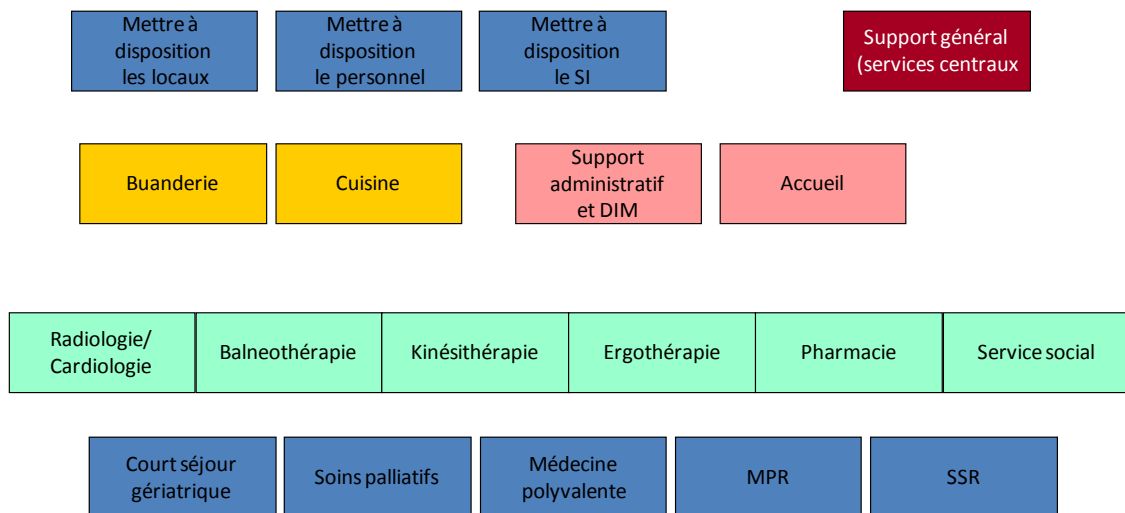 Mettre à
disposition
les locaux
Mettre à
disposition
le personnel
Mettre à
disposition
le SI
Support général
(services centraux
Buanderie
Cuisine
Support
administratif
et DIM
Accueil
Radiologie/
Cardiologie
Balneothérapie
Kinésithérapie
Ergothérapie
Pharmacie
Service social
Court séjour
gériatrique
Soins palliatifs
Médecine
polyvalente
MPR
SSR